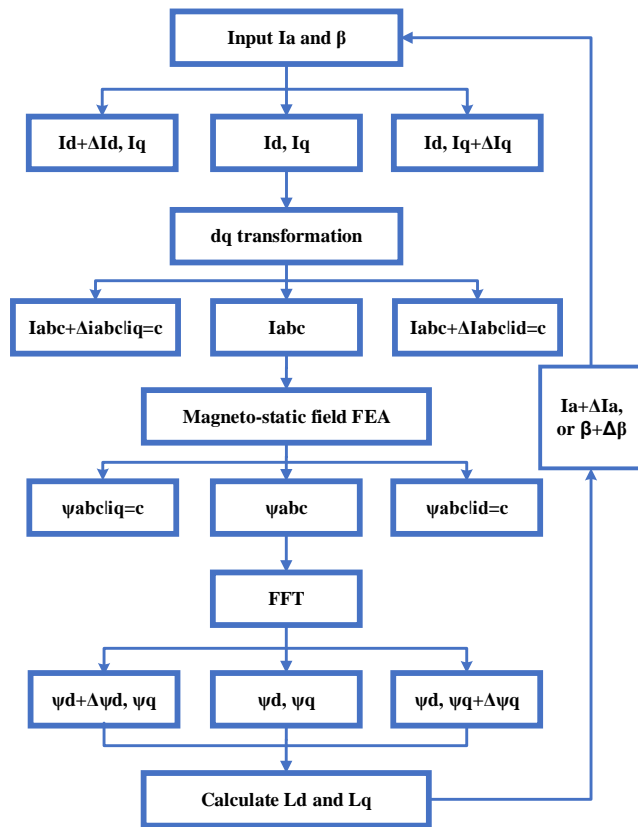 Input Ia and β
Id+ΔId, Iq
Id, Iq
Id, Iq+ΔIq
dq transformation
Iabc+Δiabc|iq=c
Iabc
Iabc+ΔIabc|id=c
Ia+ΔIa,
or β+Δβ
Magneto-static field FEA
ψabc|iq=c
ψabc
ψabc|id=c
FFT
ψd+Δψd, ψq
ψd, ψq
ψd, ψq+Δψq
Calculate Ld and Lq